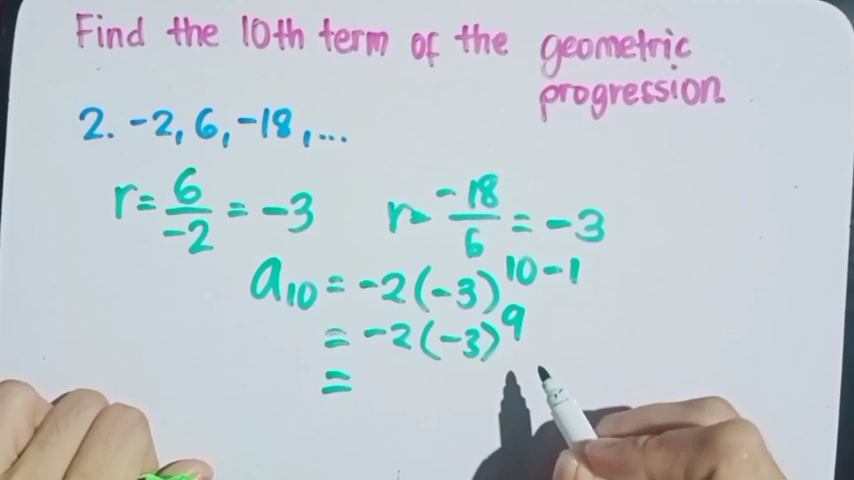 Find the 10th term of the geometric
progression
2. -2, 6, -18, ...
r = 6/-2 = -3 r = -18/6 = -3
a₁₀ = -2(-3)¹⁰⁻¹
= -2(-3)⁹
=